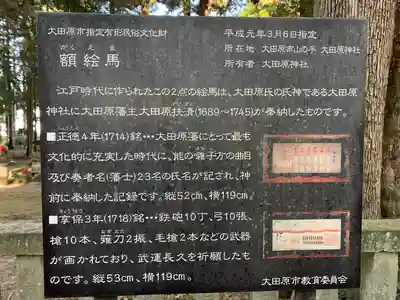 大田原市指定有形民俗文化財
平成元年3月6日指定
がくえま
額絵馬
所在地 大田原市山の手 大田原神社
所有者 大田原神社
江戸時代に作られたこの2点の絵馬は、大田原氏の氏神である大田原
神社に大田原藩主大田原扶清(1689〜1745)が奉納したものです。
しょうとく
■正徳4年(1714)銘・・・大田原藩にとって最も
文化的に充実した時代に、能の囃子方の曲目
及び奏者名(藩士)23名の氏名が記され、神
前に奉納した記録です。縦52cm、横119cm。
きょうほう
■享保3年(1718)銘・・・鉄砲10丁、弓10張、
槍10本、薙刀2振、毛槍2本などの武器
が画かれており、武運長久を祈願したも
のです。縦53cm、横119cm。
大田原市教育委員会